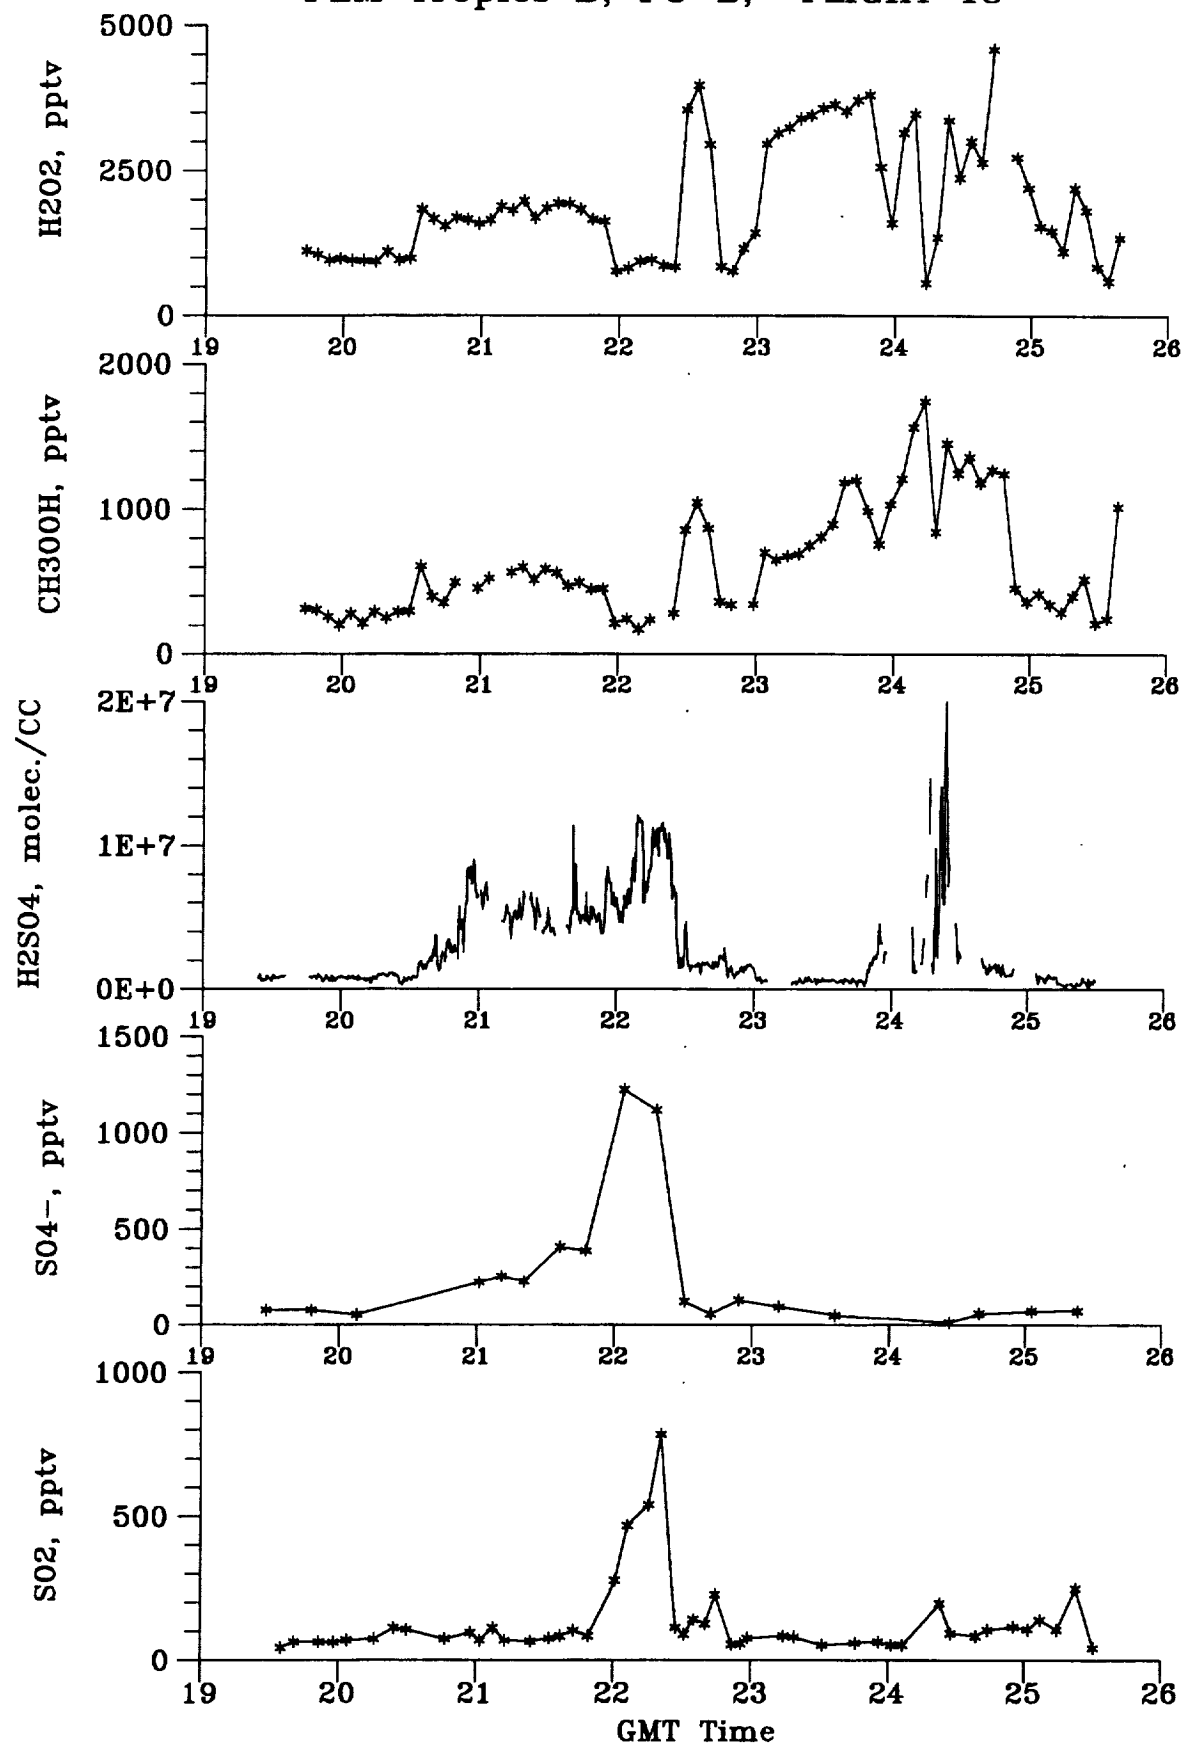 5000
H2O2, pptv
2500
0
19 20 21 22 23 24 25 26
2000
CH3OOH, pptv
1000
0
19 20 21 22 23 24 25 26
2E+7
H2SO4, molec./CC
1E+7
0E+0
19 20 21 22 23 24 25 26
1500
SO4-, pptv
1000
500
0
19 20 21 22 23 24 25 26
1000
SO2, pptv
500
0
19 20 21 22 23 24 25 26
GMT Time